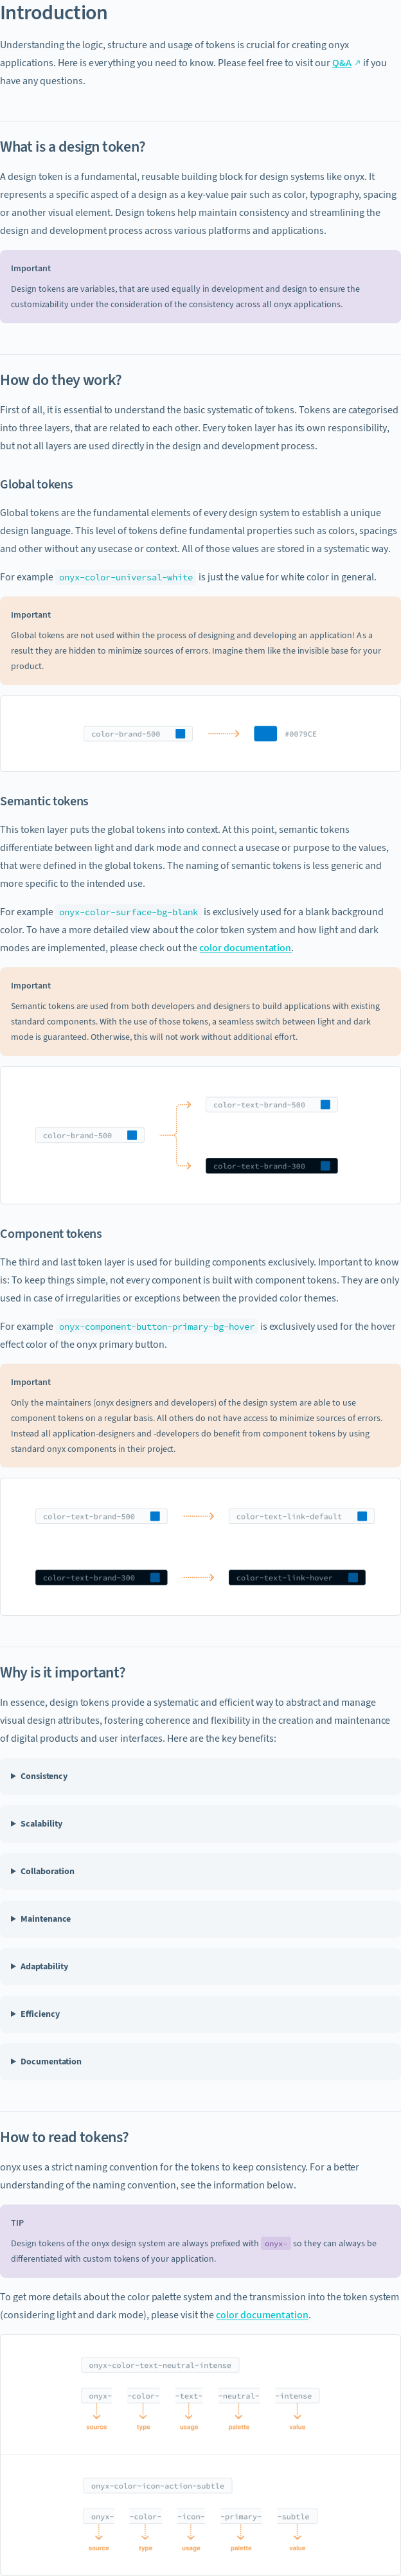 Introduction
Understanding the logic, structure and usage of tokens is crucial for creating onyx
applications. Here is everything you need to know. Please feel free to visit our Q&A ↗ if you
have any questions.
What is a design token?
A design token is a fundamental, reusable building block for design systems like onyx. It
represents a specific aspect of a design as a key-value pair such as color, typography, spacing
or another visual element. Design tokens help maintain consistency and streamlining the
design and development process across various platforms and applications.
Important
Design tokens are variables, that are used equally in development and design to ensure the
customizability under the consideration of the consistency across all onyx applications.
How do they work?
First of all, it is essential to understand the basic systematic of tokens. Tokens are categorised
into three layers, that are related to each other. Every token layer has its own responsibility,
but not all layers are used directly in the design and development process.
Global tokens
Global tokens are the fundamental elements of every design system to establish a unique
design language. This level of tokens define fundamental properties such as colors, spacings
and other without any usecase or context. All of those values are stored in a systematic way.
For example onyx-color-universal-white is just the value for white color in general.
Important
Global tokens are not used within the process of designing and developing an application! As a
result they are hidden to minimize sources of errors. Imagine them like the invisible base for your
product.
color-brand-500 #0079CE
Semantic tokens
This token layer puts the global tokens into context. At this point, semantic tokens
differentiate between light and dark mode and connect a usecase or purpose to the values,
that were defined in the global tokens. The naming of semantic tokens is less generic and
more specific to the intended use.
For example onyx-color-surface-bg-blank is exclusively used for a blank background
color. To have a more detailed view about the color token system and how light and dark
modes are implemented, please check out the color documentation.
Important
Semantic tokens are used from both developers and designers to build applications with existing
standard components. With the use of those tokens, a seamless switch between light and dark
mode is guaranteed. Otherwise, this will not work without additional effort.
color-text-brand-500
color-brand-500
color-text-brand-300
Component tokens
The third and last token layer is used for building components exclusively. Important to know
is: To keep things simple, not every component is built with component tokens. They are only
used in case of irregularities or exceptions between the provided color themes.
For example onyx-component-button-primary-bg-hover is exclusively used for the hover
effect color of the onyx primary button.
Important
Only the maintainers (onyx designers and developers) of the design system are able to use
component tokens on a regular basis. All others do not have access to minimize sources of errors.
Instead all application-designers and -developers do benefit from component tokens by using
standard onyx components in their project.
color-text-brand-500 color-text-link-default
color-text-brand-300 color-text-link-hover
Why is it important?
In essence, design tokens provide a systematic and efficient way to abstract and manage
visual design attributes, fostering coherence and flexibility in the creation and maintenance
of digital products and user interfaces. Here are the key benefits:
Consistency
Scalability
Collaboration
Maintenance
Adaptability
Efficiency
Documentation
How to read tokens?
onyx uses a strict naming convention for the tokens to keep consistency. For a better
understanding of the naming convention, see the information below.
TIP
Design tokens of the onyx design system are always prefixed with onyx- so they can always be
differentiated with custom tokens of your application.
To get more details about the color palette system and the transmission into the token system
(considering light and dark mode), please visit the color documentation.
onyx-color-text-neutral-intense
onyx- -color- -text- -neutral- -intense
source type usage palette value
onyx-color-icon-action-subtle
onyx- -color- -icon- -primary- -subtle
source type usage palette value